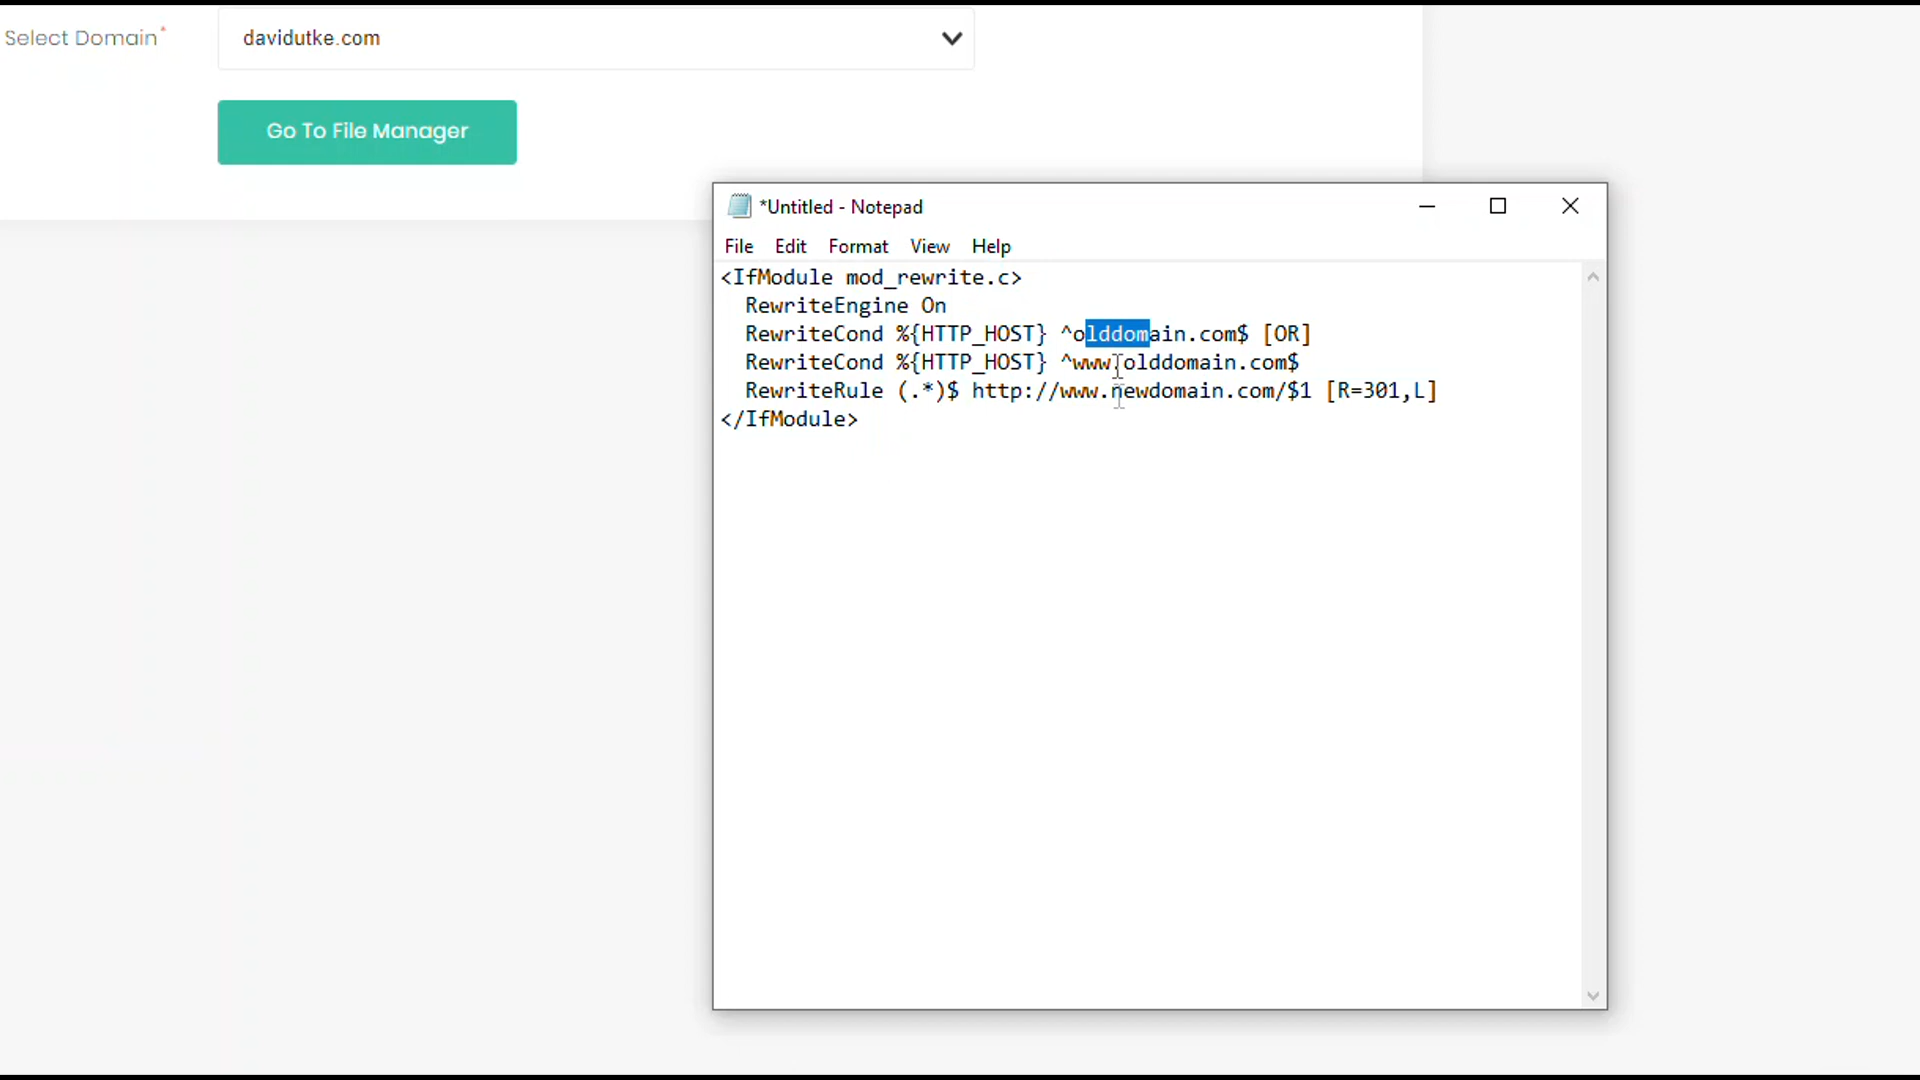 Select Domain*
davidutke.com
Go To File Manager
*Untitled - Notepad
File Edit Format View Help
<IfModule mod_rewrite.c>
  RewriteEngine On
  RewriteCond %{HTTP_HOST} ^olddomain.com$ [OR]
  RewriteCond %{HTTP_HOST} ^www.olddomain.com$
  RewriteRule (.*)$ http://www.newdomain.com/$1 [R=301,L]
</IfModule>